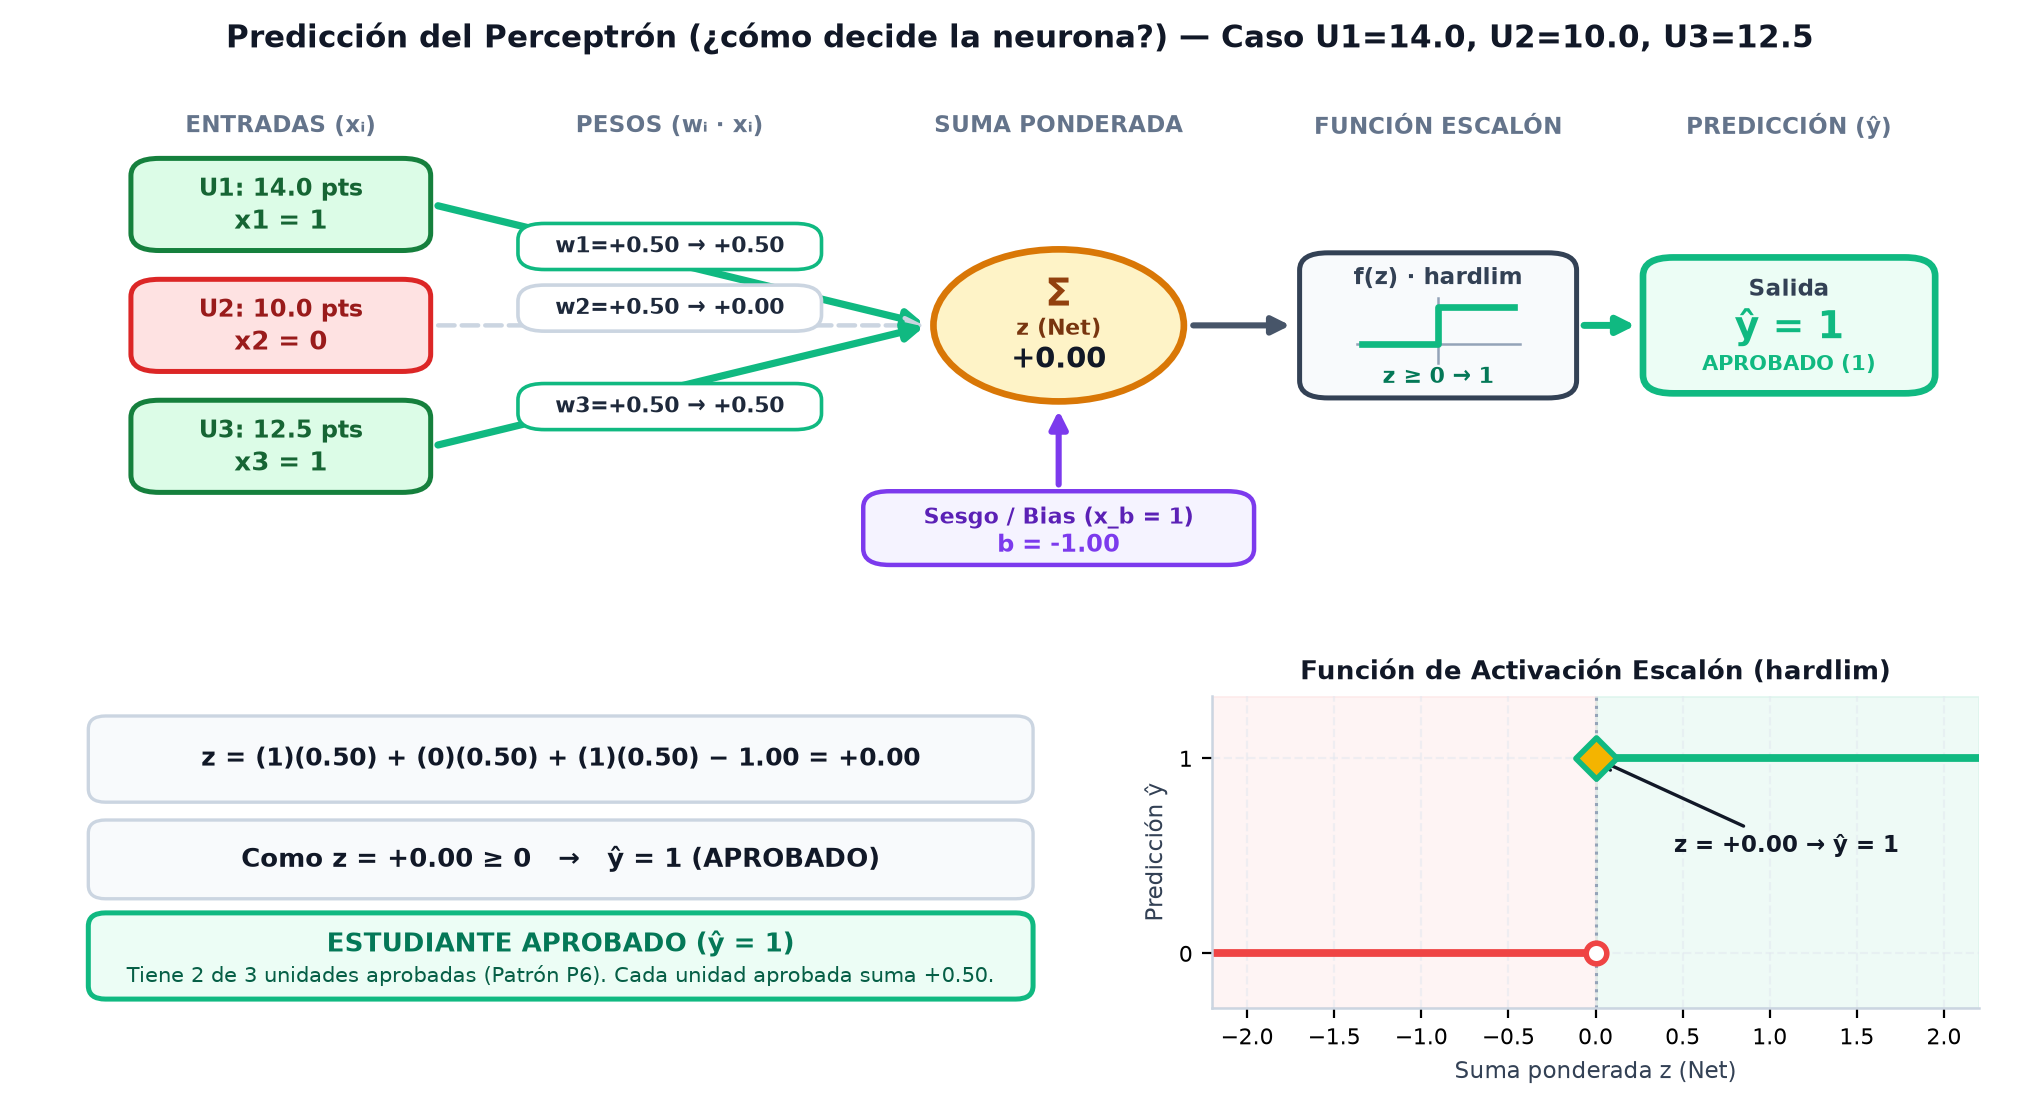 Predicción del Perceptrón (¿cómo decide la neurona?) — Caso U1=14.0, U2=10.0, U3=12.5
ENTRADAS (xᵢ)
PESOS (wᵢ · xᵢ)
SUMA PONDERADA
FUNCIÓN ESCALÓN
PREDICCIÓN (ŷ)
U1: 14.0 pts
x1 = 1
U2: 10.0 pts
x2 = 0
U3: 12.5 pts
x3 = 1
w1=+0.50 → +0.50
w2=+0.50 → +0.00
w3=+0.50 → +0.50
Σ
z (Net)
+0.00
Sesgo / Bias (x_b = 1)
b = -1.00
f(z) · hardlim
z ≥ 0 → 1
Salida
ŷ = 1
APROBADO (1)
z = (1)(0.50) + (0)(0.50) + (1)(0.50) − 1.00 = +0.00
Como z = +0.00 ≥ 0 → ŷ = 1 (APROBADO)
ESTUDIANTE APROBADO (ŷ = 1)
Tiene 2 de 3 unidades aprobadas (Patrón P6). Cada unidad aprobada suma +0.50.
Función de Activación Escalón (hardlim)
Predicción ŷ
1
0
z = +0.00 → ŷ = 1
−2.0 −1.5 −1.0 −0.5 0.0 0.5 1.0 1.5 2.0
Suma ponderada z (Net)